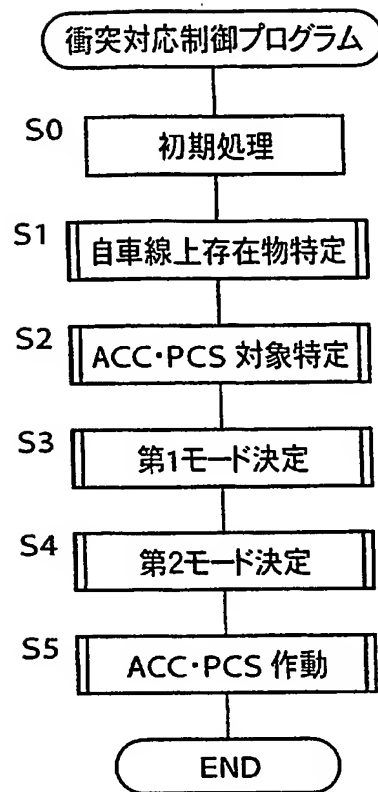 衝突対応制御プログラム
S0 初期処理
S1 自車線上存在物特定
S2 ACC・PCS 対象特定
S3 第1モード決定
S4 第2モード決定
S5 ACC・PCS 作動
END